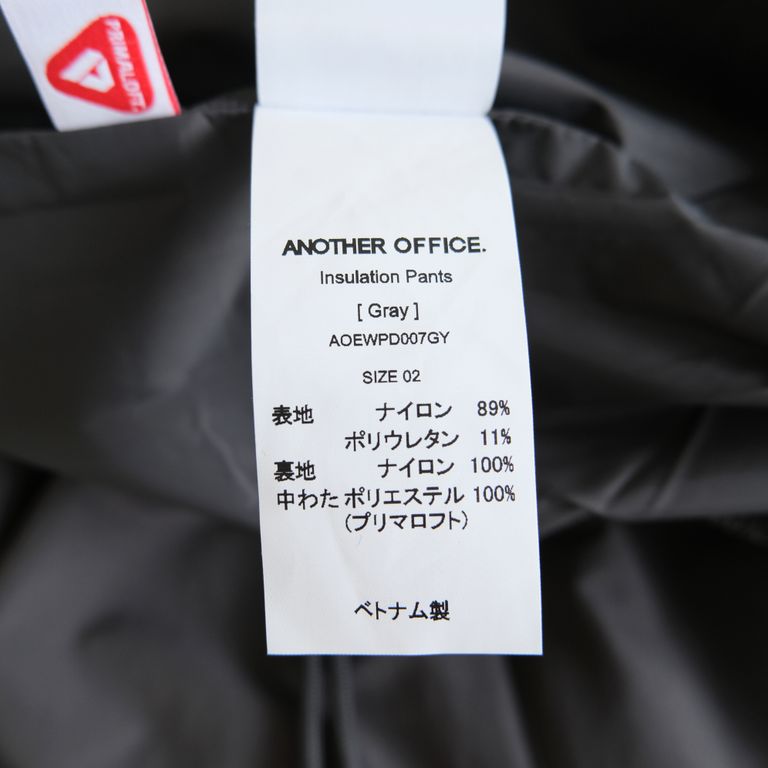 PRIMALOFT
ANOTHER OFFICE.
Insulation Pants
[ Gray ]
AOEWPD007GY
SIZE 02
表地 ナイロン 89%
ポリウレタン 11%
裏地 ナイロン 100%
中わた ポリエステル 100%
(プリマロフト)
ベトナム製